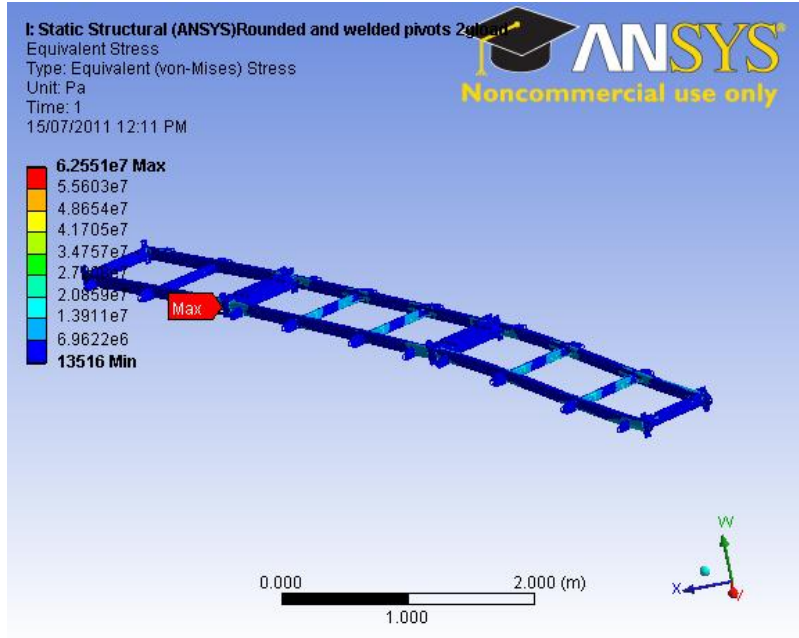 I: Static Structural (ANSYS)Rounded and welded pivots 2gload
Equivalent Stress
Type: Equivalent (von-Mises) Stress
Unit: Pa
Time: 1
15/07/2011 12:11 PM
ANSYS
Noncommercial use only
6.2551e7 Max
5.5603e7
4.8654e7
4.1705e7
3.4757e7
2.0859e7
1.3911e7
6.9622e6
13516 Min
Max
0.000 2.000 (m)
1.000
X